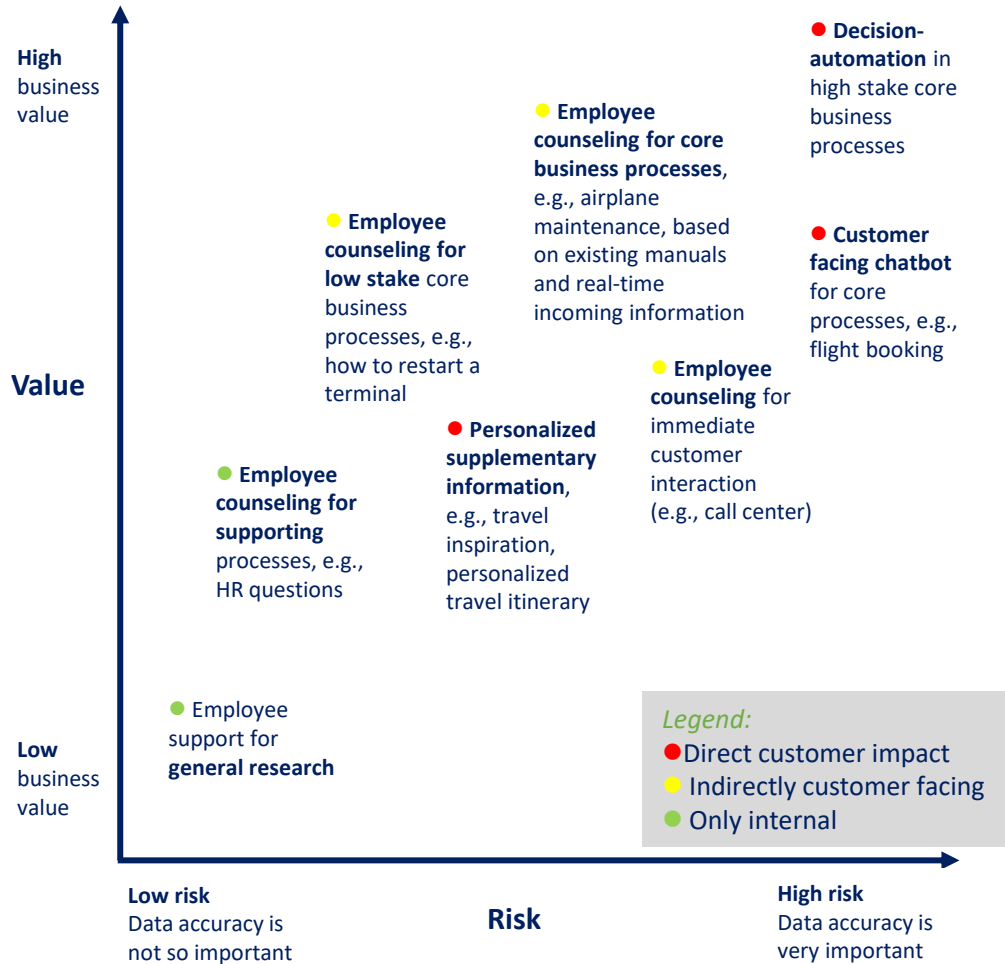 High
business
value
Decision-
automation in
high stake core
business
processes
Employee
counseling for core
business processes,
e.g., airplane
maintenance, based
on existing manuals
and real-time
incoming information
Employee
counseling for
low stake core
business
processes, e.g.,
how to restart a
terminal
Customer
facing chatbot
for core
processes, e.g.,
flight booking
Value
Employee
counseling for
immediate
customer
interaction
(e.g., call center)
Personalized
supplementary
information,
e.g., travel
inspiration,
personalized
travel itinerary
Employee
counseling for
supporting
processes, e.g.,
HR questions
Employee
support for
general research
Low
business
value
Legend:
Direct customer impact
Indirectly customer facing
Only internal
Low risk
Data accuracy is
not so important
Risk
High risk
Data accuracy is
very important